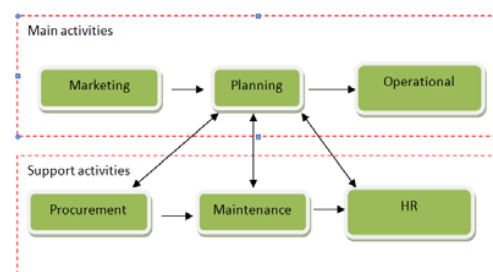 Main activities
Marketing
Planning
Operational
Support activities
Procurement
Maintenance
HR